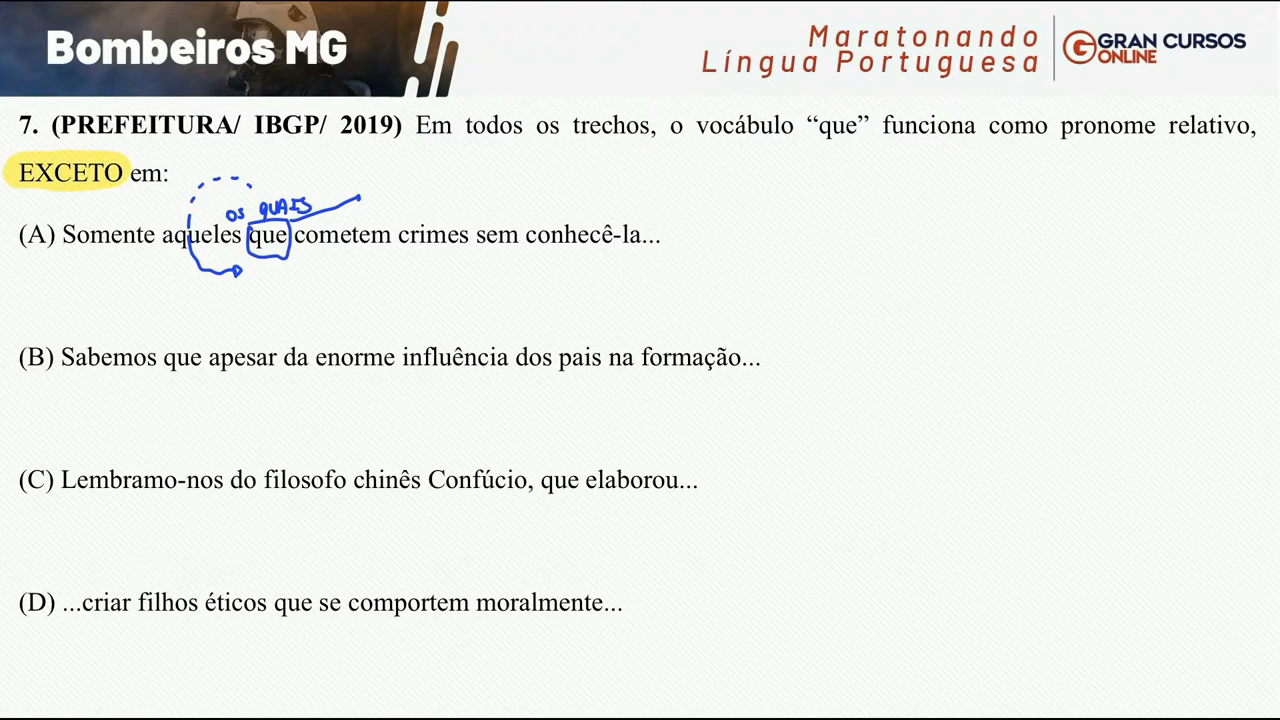 Bombeiros MG
Maratonando
Língua Portuguesa
GRAN CURSOS
ONLINE
7. (PREFEITURA/ IBGP/ 2019) Em todos os trechos, o vocábulo “que” funciona como pronome relativo,
EXCETO em:
os QUAIS
(A) Somente aqueles que cometem crimes sem conhecê-la...
(B) Sabemos que apesar da enorme influência dos pais na formação...
(C) Lembramo-nos do filosofo chinês Confúcio, que elaborou...
(D) ...criar filhos éticos que se comportem moralmente...